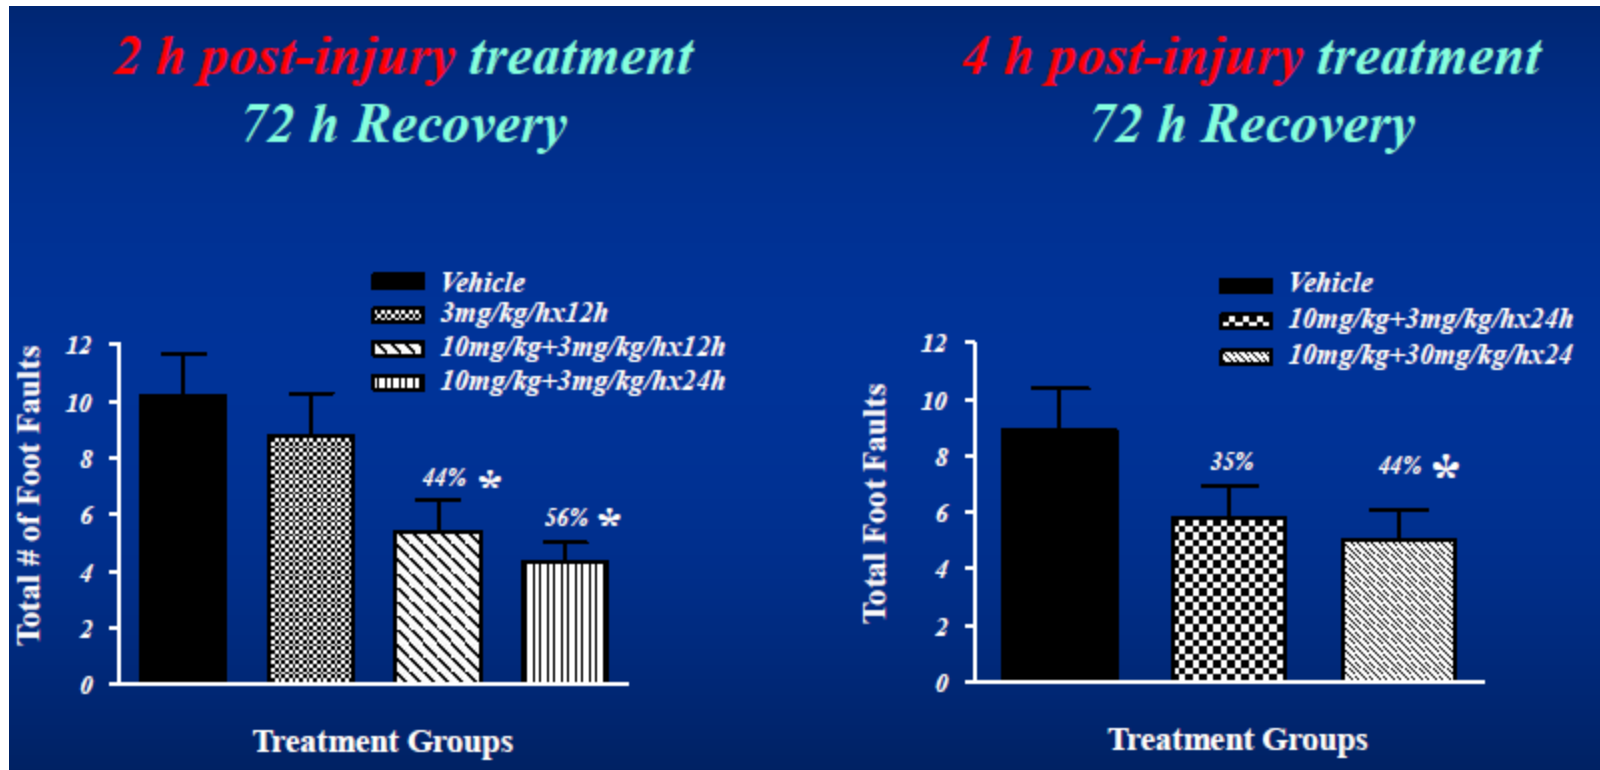 2 h post-injury treatment
72 h Recovery
Vehicle
3mg/kg/hx12h
10mg/kg+3mg/kg/hx12h
10mg/kg+3mg/kg/hx24h
Total # of Foot Faults
12
10
8
6
4
2
0
44% *
56% *
Treatment Groups
4 h post-injury treatment
72 h Recovery
Vehicle
10mg/kg+3mg/kg/hx24h
10mg/kg+30mg/kg/hx24
Total Foot Faults
12
10
8
6
4
2
0
35%
44% *
Treatment Groups